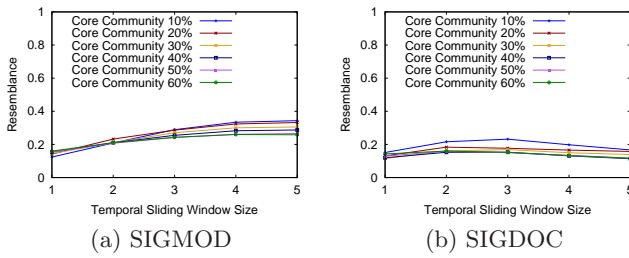 1
0.8
0.6
0.4
0.2
0
1 2 3 4 5
Resemblance
Temporal Sliding Window Size
Core Community 10%
Core Community 20%
Core Community 30%
Core Community 40%
Core Community 50%
Core Community 60%
(a) SIGMOD
1
0.8
0.6
0.4
0.2
0
1 2 3 4 5
Resemblance
Temporal Sliding Window Size
Core Community 10%
Core Community 20%
Core Community 30%
Core Community 40%
Core Community 50%
Core Community 60%
(b) SIGDOC